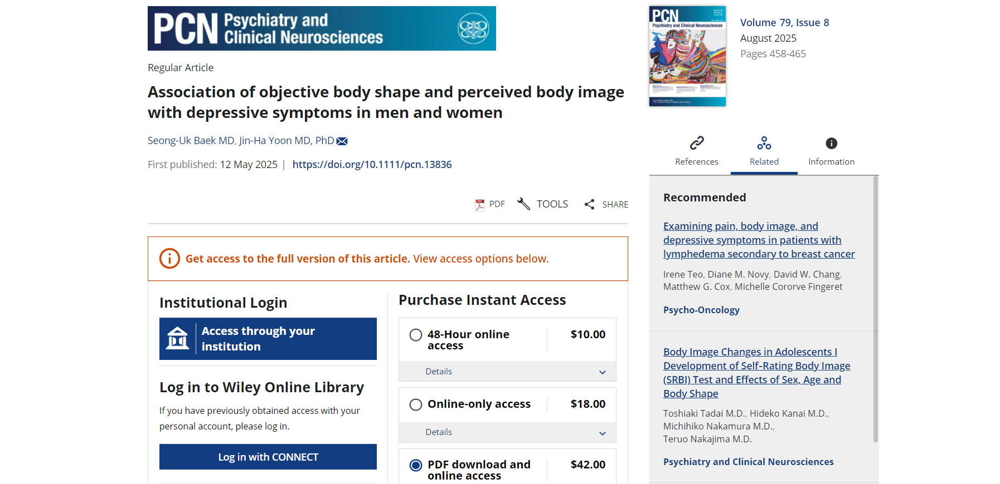 PCN Psychiatry and
Clinical Neurosciences
Regular Article
Association of objective body shape and perceived body image
with depressive symptoms in men and women
Seong-Uk Baek MD, Jin-Ha Yoon MD, PhD
First published: 12 May 2025 | https://doi.org/10.1111/pcn.13836
PDF TOOLS SHARE
Get access to the full version of this article. View access options below.
Institutional Login
Access through your
institution
Log in to Wiley Online Library
If you have previously obtained access with your
personal account, please log in.
Log in with CONNECT
Purchase Instant Access
48-Hour online
access
$10.00
Details
Online-only access
$18.00
Details
PDF download and
online access
$42.00
PCN
Psychiatry and Clinical Neurosciences
Volume 79, Issue 8
August 2025
Pages 458-465
References
Related
Information
Recommended
Examining pain, body image, and
depressive symptoms in patients with
lymphedema secondary to breast cancer
Irene Teo, Diane M. Novy, David W. Chang,
Matthew G. Cox, Michelle Cororve Fingeret
Psycho-Oncology
Body Image Changes in Adolescents I
Development of Self-Rating Body Image
(SRBI) Test and Effects of Sex, Age and
Body Shape
Toshiaki Tadai M.D., Hideko Kanai M.D.,
Michihiko Nakamura M.D.,
Teruo Nakajima M.D.
Psychiatry and Clinical Neurosciences